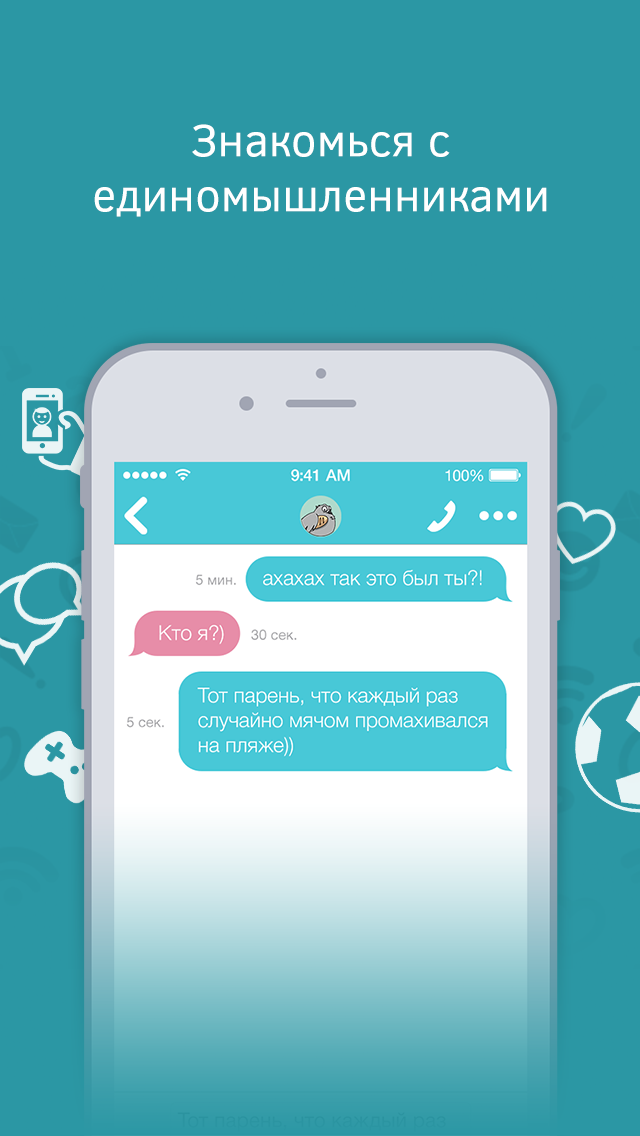 Знакомься с
единомышленниками
9:41 AM
100%
5 мин.
ахахах так это был ты?!
Кто я?)
30 сек.
Тот парень, что каждый раз
случайно мячом промахивался
на пляже))
5 сек.
Тот парень, что каждый раз